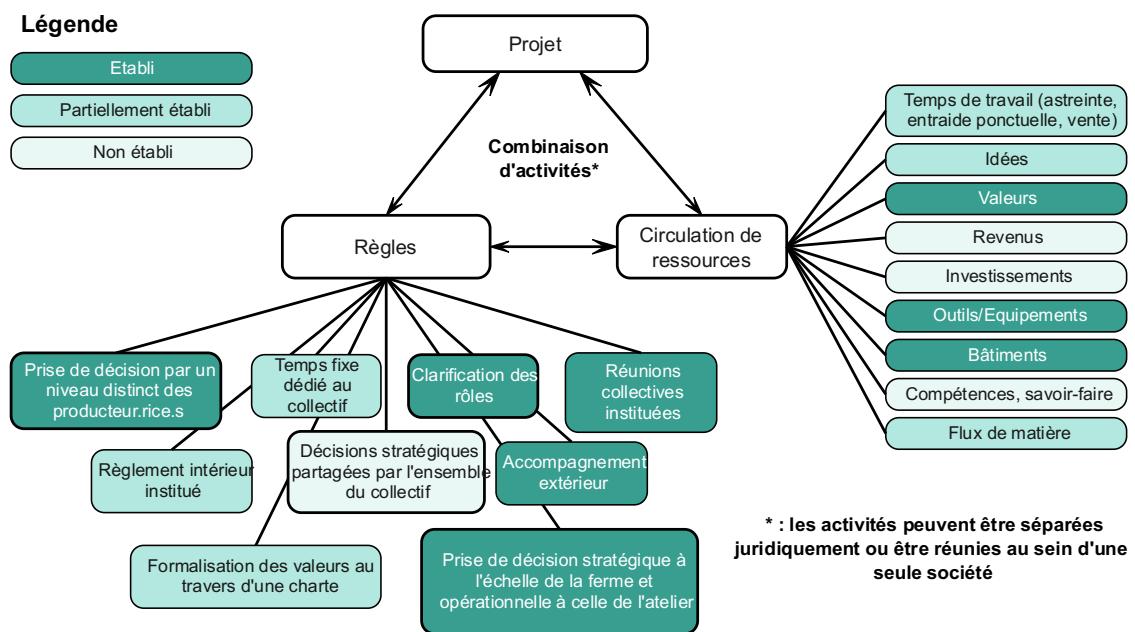 Légende
Etabli
Partiellement établi
Non établi
Projet
Combinaison
d'activités*
Règles
Circulation de
ressources
Temps de travail (astreinte,
entraide ponctuelle, vente)
Idées
Valeurs
Revenus
Investissements
Outils/Equipements
Bâtiments
Compétences, savoir-faire
Flux de matière
Prise de décision par un
niveau distinct des
producteur.rice.s
Temps fixe
dédié au
collectif
Clarification des
rôles
Réunions
collectives
instituées
Règlement intérieur
institué
Décisions stratégiques
partagées par l'ensemble
du collectif
Accompagnement
extérieur
Formalisation des valeurs au
travers d'une charte
Prise de décision stratégique à
l'échelle de la ferme et
opérationnelle à celle de l'atelier
* : les activités peuvent être séparées
juridiquement ou être réunies au sein d'une
seule société